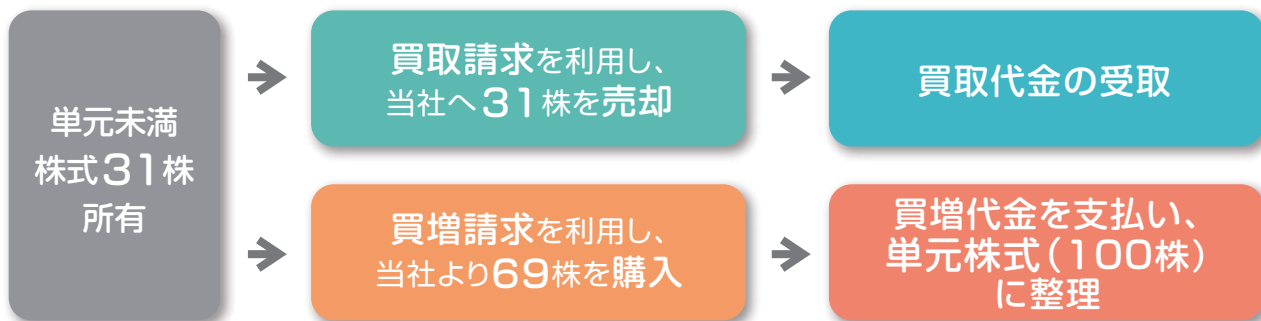 単元未満
株式31株
所有
買取請求を利用し、
当社へ31株を売却
買取代金の受取
買増請求を利用し、
当社より69株を購入
買増代金を支払い、
単元株式(100株)
に整理